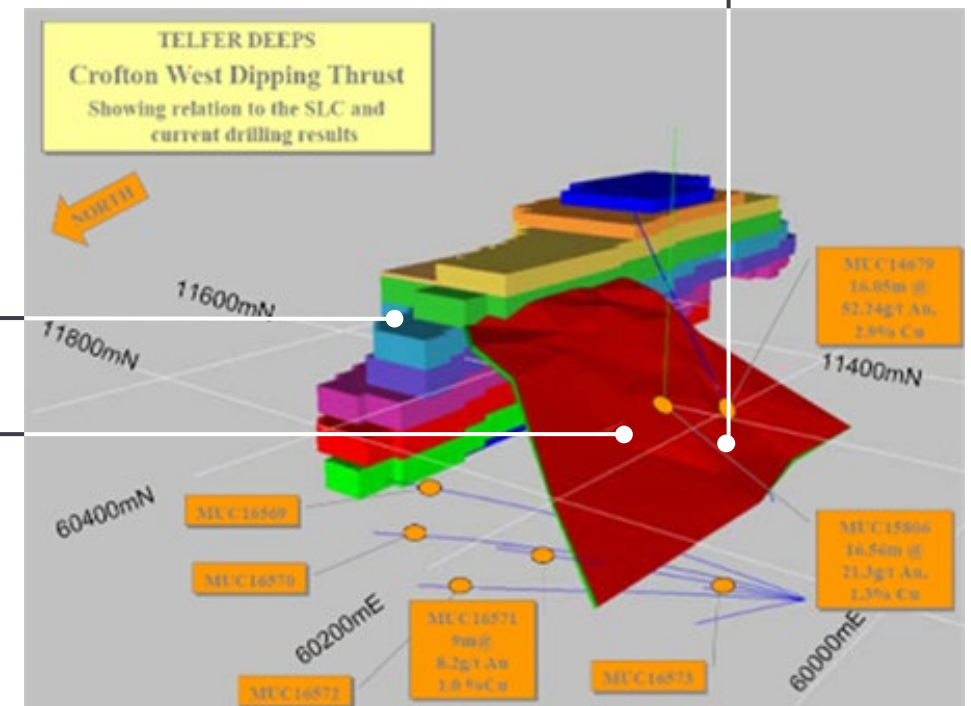 TELFER DEEPS
Crofton West Dipping Thrust
Showing relation to the SLC and
current drilling results
NORTH
11600mN
11800mN
11400mN
MUC14679
16.05m @
52.24g/t Au,
2.9% Cu
60400mN
MUC16569
MUC16570
MUC15806
16.56m @
21.3g/t Au,
1.3% Cu
60200mE
MUC16571
9m@
8.2g/t Au
1.0 %Cu
60000mE
MUC16572
MUC16573